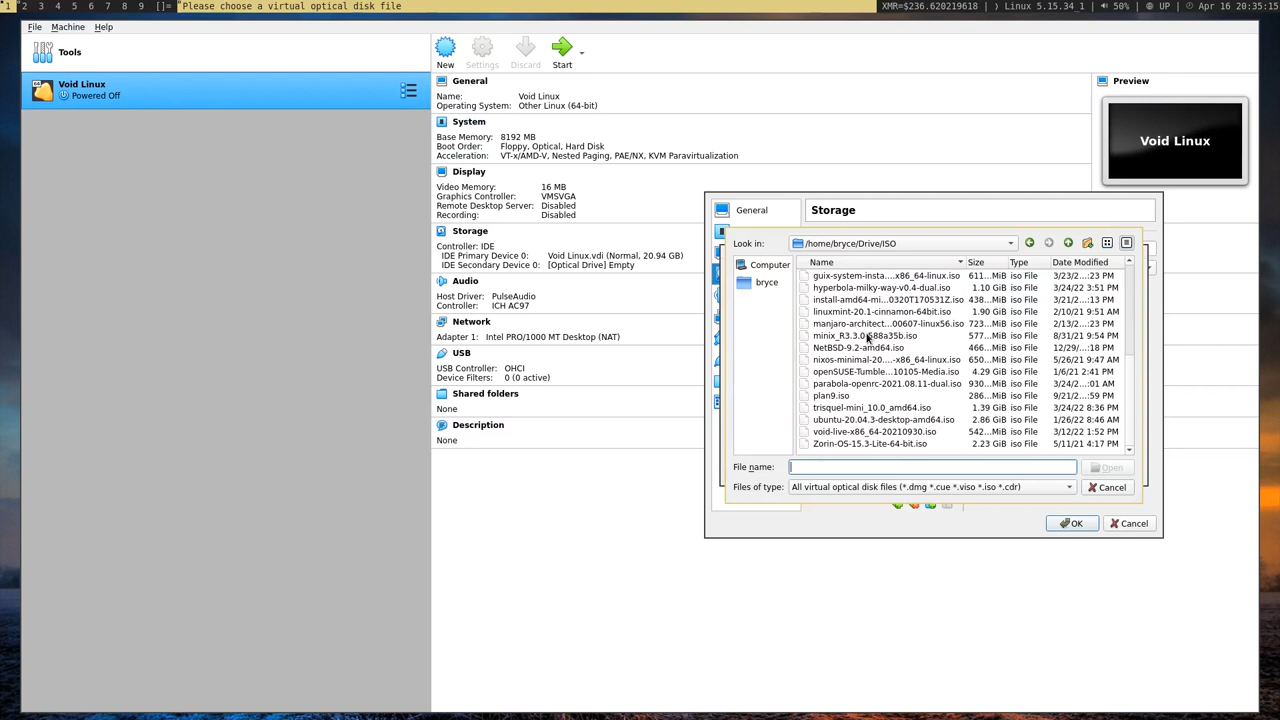 1 2 3 4 5 6 7 8 9 []= Please choose a virtual optical disk file XMR=$236.620219618 | Linux 5.15.34_1 | 50% | UP | Apr 16 20:35:15
File Machine Help
Tools
New Settings Discard Start
Void Linux
Powered Off
General
Name: Void Linux
Operating System: Other Linux (64-bit)
System
Base Memory: 8192 MB
Boot Order: Floppy, Optical, Hard Disk
Acceleration: VT-x/AMD-V, Nested Paging, PAE/NX, KVM Paravirtualization
Display
Video Memory: 16 MB
Graphics Controller: VMSVGA
Remote Desktop Server: Disabled
Recording: Disabled
Storage
Controller: IDE
IDE Primary Device 0: Void Linux.vdi (Normal, 20.94 GB)
IDE Secondary Device 0: [Optical Drive] Empty
Audio
Host Driver: PulseAudio
Controller: ICH AC97
Network
Adapter 1: Intel PRO/1000 MT Desktop (NAT)
USB
USB Controller: OHCI
Device Filters: 0 (0 active)
Shared folders
None
Description
None
Preview
Void Linux
General
Storage
Look in: /home/bryce/Drive/ISO
Computer
bryce
Name Size Type Date Modified
guix-system-insta....x86_64-linux.iso 611...MiB iso File 3/23/2...:23 PM
hyperbola-milky-way-v0.4-dual.iso 1.10 GiB iso File 3/24/22 3:51 PM
install-amd64-mi...0320T170531Z.iso 438...MiB iso File 3/21/2...:13 PM
linuxmint-20.1-cinnamon-64bit.iso 1.90 GiB iso File 2/10/21 9:51 AM
manjaro-architect...00607-linux56.iso 723...MiB iso File 2/13/2...:23 PM
minix_R3.3.0 88a35b.iso 577...MiB iso File 8/31/21 9:54 PM
NetBSD-9.2-amd64.iso 466...MiB iso File 12/29/...:18 PM
nixos-minimal-20....-x86_64-linux.iso 650...MiB iso File 5/26/21 9:47 AM
openSUSE-Tumble...10105-Media.iso 4.29 GiB iso File 1/6/21 2:41 PM
parabola-openrc-2021.08.11-dual.iso 930...MiB iso File 3/24/2...:01 AM
plan9.iso 286...MiB iso File 9/21/2...:59 PM
trisquel-mini_10.0_amd64.iso 1.39 GiB iso File 3/24/22 8:36 PM
ubuntu-20.04.3-desktop-amd64.iso 2.86 GiB iso File 1/26/22 8:46 AM
void-live-x86_64-20210930.iso 542...MiB iso File 3/12/22 1:52 PM
Zorin-OS-15.3-Lite-64-bit.iso 2.23 GiB iso File 5/11/21 4:17 PM
File name: Open
Files of type: All virtual optical disk files (*.dmg *.cue *.viso *.iso *.cdr) Cancel
OK Cancel